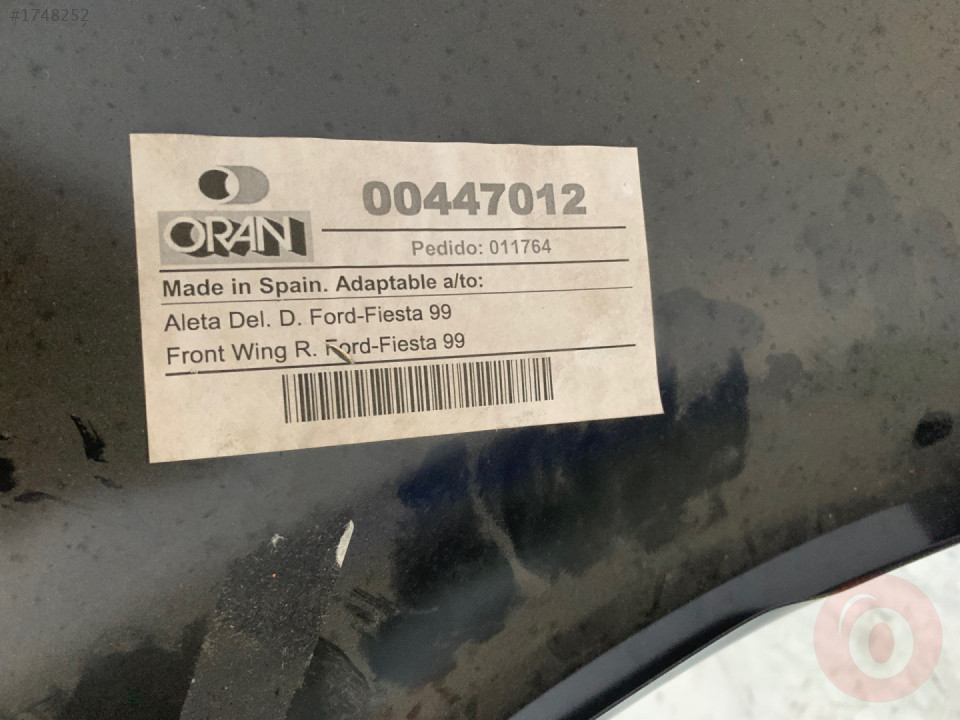 #1748252
ORAN
00447012
Pedido: 011764
Made in Spain. Adaptable a/to:
Aleta Del. D. Ford-Fiesta 99
Front Wing R. Ford-Fiesta 99